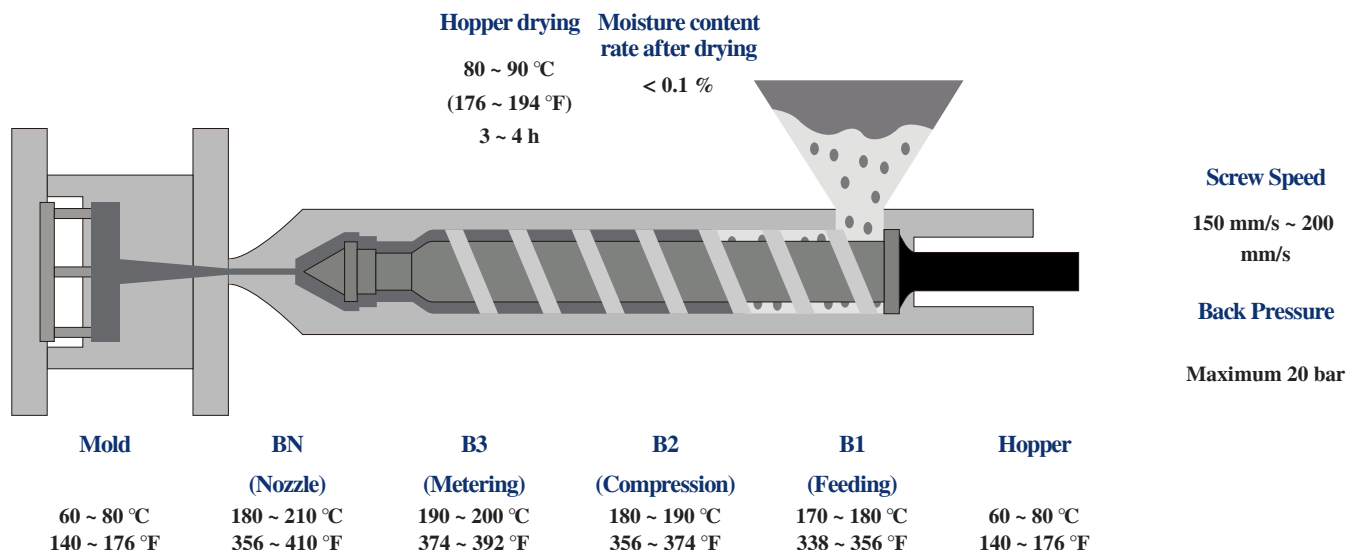 Hopper drying
80 ~ 90 °C
(176 ~ 194 °F)
3 ~ 4 h
Moisture content
rate after drying
< 0.1 %
Screw Speed
150 mm/s ~ 200
mm/s
Back Pressure
Maximum 20 bar
Mold
60 ~ 80 °C
140 ~ 176 °F
BN
(Nozzle)
180 ~ 210 °C
356 ~ 410 °F
B3
(Metering)
190 ~ 200 °C
374 ~ 392 °F
B2
(Compression)
180 ~ 190 °C
356 ~ 374 °F
B1
(Feeding)
170 ~ 180 °C
338 ~ 356 °F
Hopper
60 ~ 80 °C
140 ~ 176 °F